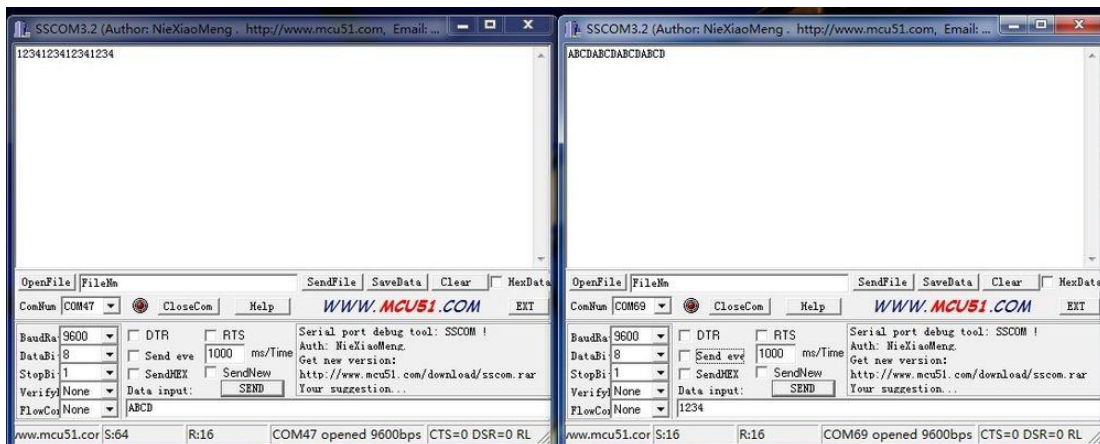 SSCOM3.2 (Author: NieXiaoMeng .  http://www.mcu51.com,  Email: ...
1234123412341234
OpenFile FileNm SendFile SaveData Clear HexData
ComNum COM47 CloseCom Help WWW.MCU51.COM EXT
BaudRa 9600 DTR RTS
DataBi 8 Send eve 1000 ms/Time
StopBi 1 SendHEX SendNew
VerifyI None Data input: SEND
FlowCo None ABCD
Serial port debug tool: SSCOM !
Auth: NieXiaoMeng
Get new version:
http://www.mcu51.com/download/sscom.rar
Your suggestion...
ww.mcu51.cor S:64 R:16 COM47 opened 9600bps CTS=0 DSR=0 RL
SSCOM3.2 (Author: NieXiaoMeng .  http://www.mcu51.com,  Email: ...
ABCDABCDABCDABCD
OpenFile FileNm SendFile SaveData Clear HexData
ComNum COM69 CloseCom Help WWW.MCU51.COM EXT
BaudRa 9600 DTR RTS
DataBi 8 Send eve 1000 ms/Time
StopBi 1 SendHEX SendNew
VerifyI None Data input: SEND
FlowCo None 1234
Serial port debug tool: SSCOM !
Auth: NieXiaoMeng
Get new version:
http://www.mcu51.com/download/sscom.rar
Your suggestion...
ww.mcu51.cor S:16 R:16 COM69 opened 9600bps CTS=0 DSR=0 RL